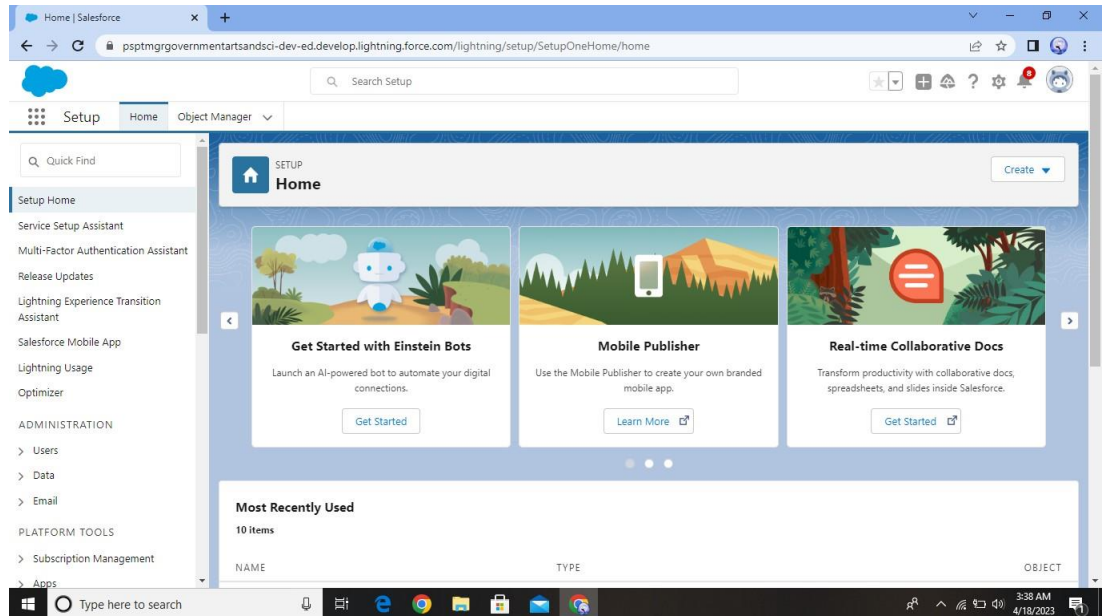 Home | Salesforce
psptmgrgovernmentartsandsci-dev-ed.develop.lightning.force.com/lightning/setup/SetupOneHome/home
Search Setup
8
Setup Home Object Manager
Quick Find
Setup Home
Service Setup Assistant
Multi-Factor Authentication Assistant
Release Updates
Lightning Experience Transition
Assistant
Salesforce Mobile App
Lightning Usage
Optimizer
ADMINISTRATION
Users
Data
Email
PLATFORM TOOLS
Subscription Management
Apps
SETUP
Home
Create
Get Started with Einstein Bots
Launch an AI-powered bot to automate your digital
connections.
Get Started
Mobile Publisher
Use the Mobile Publisher to create your own branded
mobile app.
Learn More
Real-time Collaborative Docs
Transform productivity with collaborative docs,
spreadsheets, and slides inside Salesforce.
Get Started
Most Recently Used
10 items
NAME TYPE OBJECT
Type here to search
3:38 AM
4/18/2023
1